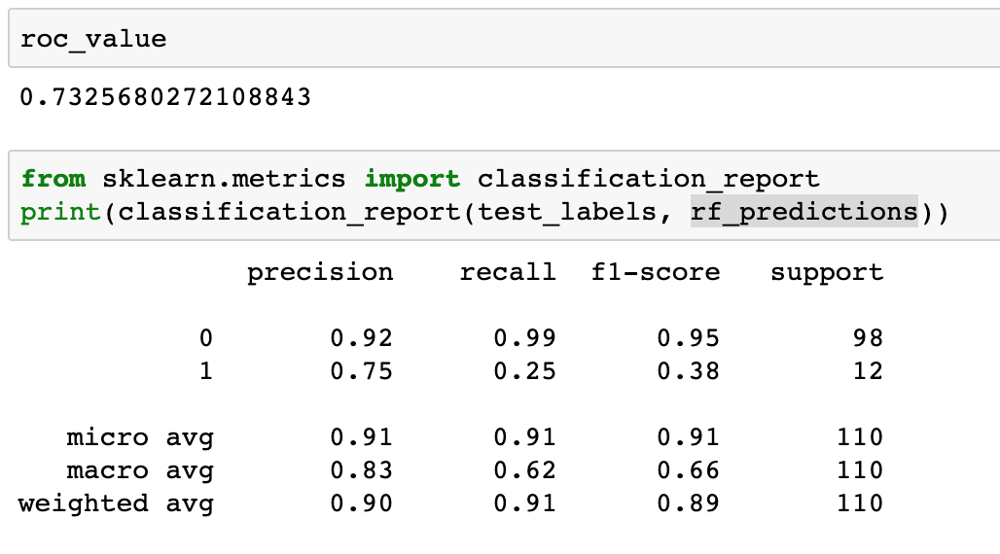 roc_value
0.7325680272108843
from sklearn.metrics import classification_report
print(classification_report(test_labels, rf_predictions))
precision recall f1-score support
0 0.92 0.99 0.95 98
1 0.75 0.25 0.38 12
micro avg 0.91 0.91 0.91 110
macro avg 0.83 0.62 0.66 110
weighted avg 0.90 0.91 0.89 110